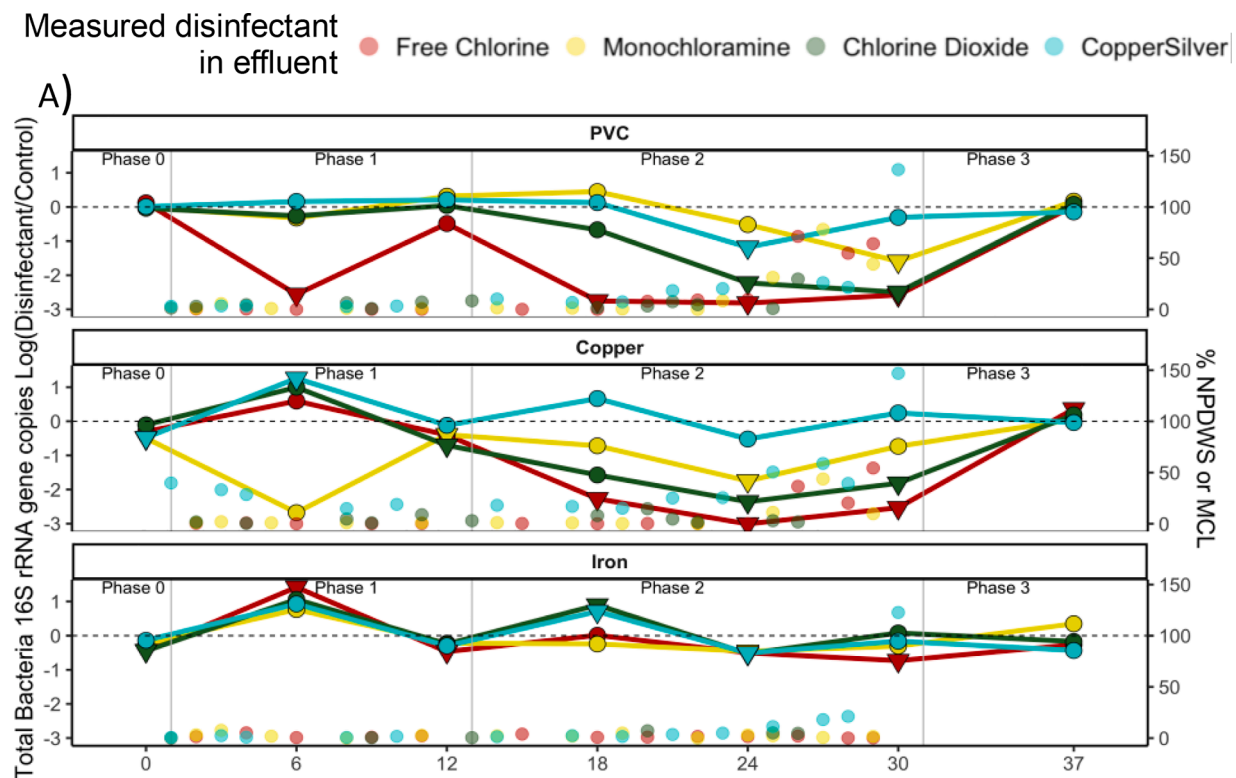 Measured disinfectant
in effluent
Free Chlorine
Monochloramine
Chlorine Dioxide
CopperSilver
A)
Total Bacteria 16S rRNA gene copies Log(Disinfectant/Control)
PVC
Phase 0
Phase 1
Phase 2
Phase 3
1
0
-1
-2
-3
150
100
50
0
Copper
Phase 0
Phase 1
Phase 2
Phase 3
1
0
-1
-2
-3
150
100
50
0
% NPDWS or MCL
Iron
Phase 0
Phase 1
Phase 2
Phase 3
1
0
-1
-2
-3
150
100
50
0
0
6
12
18
24
30
37